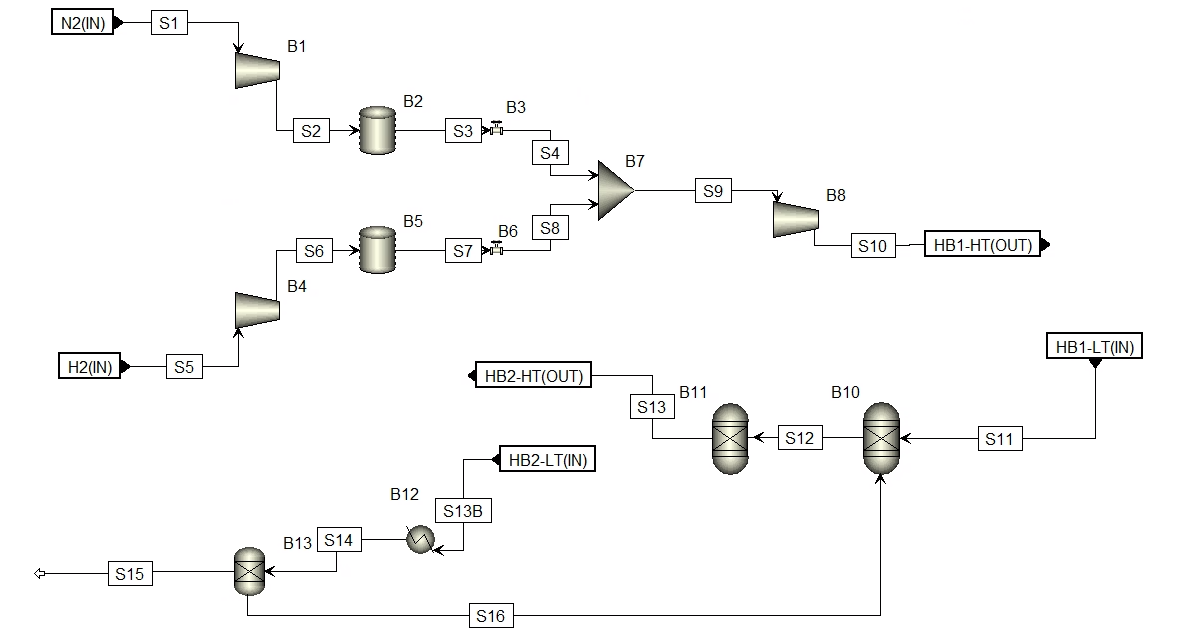 N2(IN)
S1
B1
B2
B3
S2
S3
S4
B7
S9
B8
B5
B6
S8
S6
S7
S10
HB1-HT(OUT)
B4
H2(IN)
S5
HB1-LT(IN)
HB2-HT(OUT)
B11
B10
S13
S12
S11
HB2-LT(IN)
B12
S13B
B13
S14
S15
S16